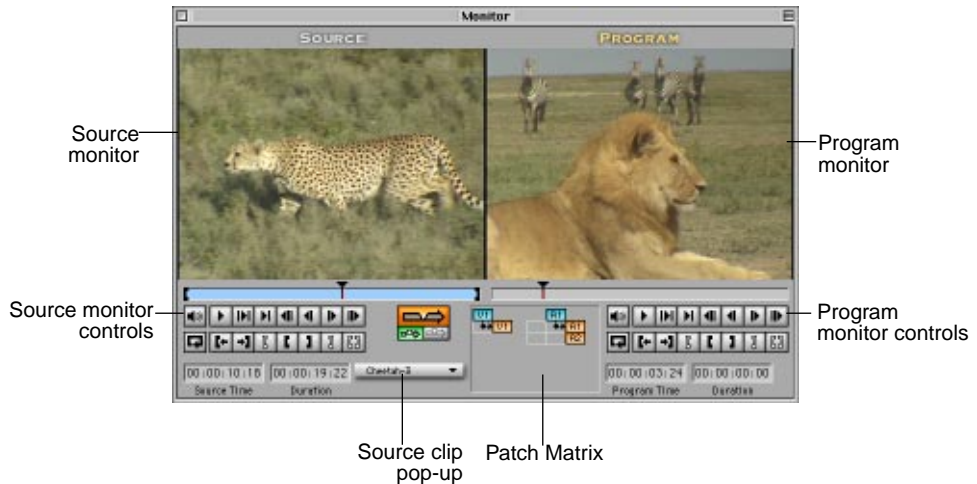 Monitor
SOURCE
PROGRAM
Source
monitor
Program
monitor
Source monitor
controls
V1
V1
A1
A1
A2
Program
monitor controls
00:00:10:18
00:00:19:22
Cheetah-3
00:00:03:24
00:00:00:00
Source Time
Duration
Program Time
Duration
Source clip
pop-up
Patch Matrix